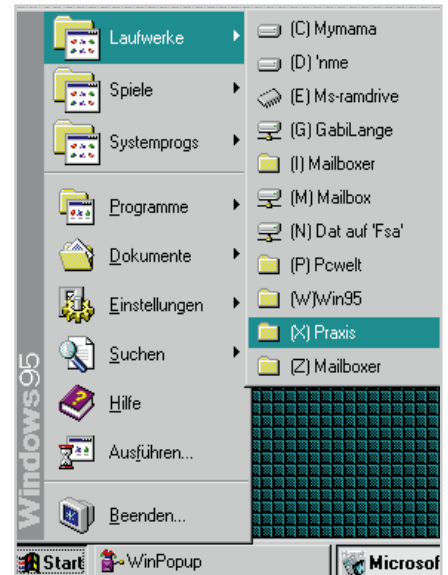 Laufwerke
Spiele
Systemprogs
Programme
Dokumente
Einstellungen
Suchen
Hilfe
Ausführen...
Beenden...
Windows95
(C) Mymama
(D) 'nme
(E) Ms-ramdrive
(G) GabiLange
(I) Mailboxer
(M) Mailbox
(N) Dat auf 'Fsa'
(P) Pcwelt
(W)Win95
(X) Praxis
(Z) Mailboxer
Start
WinPopup
Microsof